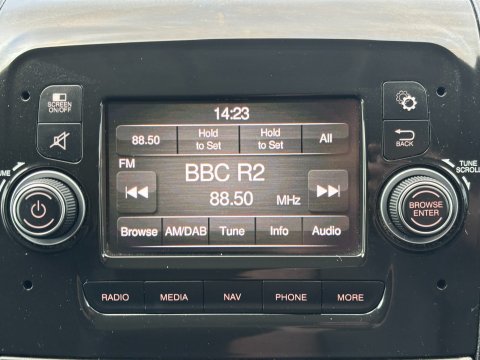 SCREEN
ON/OFF
14:23
88.50
Hold
to Set
Hold
to Set
All
BACK
FM
BBC R2
88.50 MHz
TUNE
SCROLL
BROWSE
ENTER
Browse
AM/DAB
Tune
Info
Audio
RADIO
MEDIA
NAV
PHONE
MORE